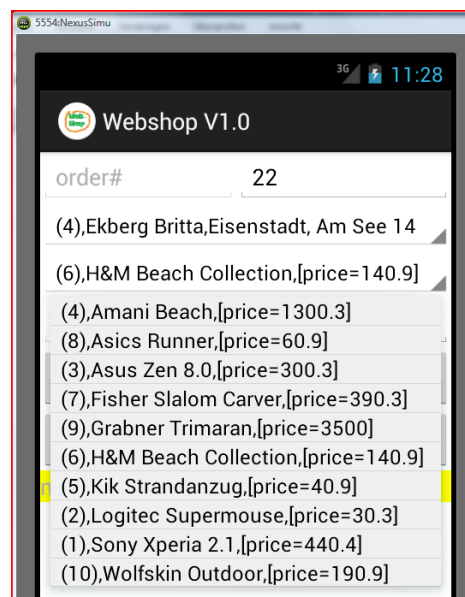 5554:NexusSimu
3G 11:28
Web-
Shop
Webshop V1.0
order# 22
(4),Ekberg Britta,Eisenstadt, Am See 14
(6),H&M Beach Collection,[price=140.9]
(4),Amani Beach,[price=1300.3]
(8),Asics Runner,[price=60.9]
(3),Asus Zen 8.0,[price=300.3]
(7),Fisher Slalom Carver,[price=390.3]
(9),Grabner Trimaran,[price=3500]
(6),H&M Beach Collection,[price=140.9]
(5),Kik Strandanzug,[price=40.9]
(2),Logitec Supermouse,[price=30.3]
(1),Sony Xperia 2.1,[price=440.4]
(10),Wolfskin Outdoor,[price=190.9]